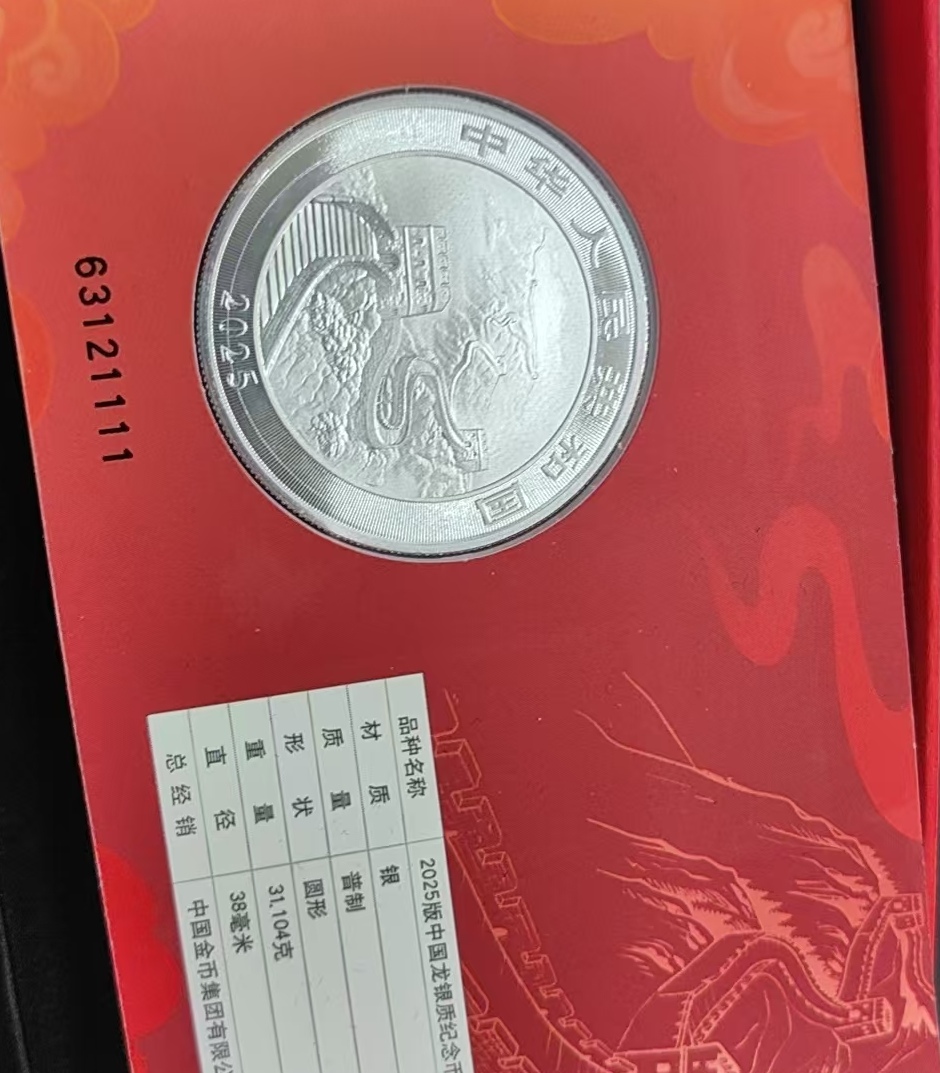 中华人民共和国
2025
63121111
品种名称 2025版中国龙银质纪念币
材质 银
质量 普制
形状 圆形
重量 31.104克
直径 38毫米
总经销 中国金币集团有限公